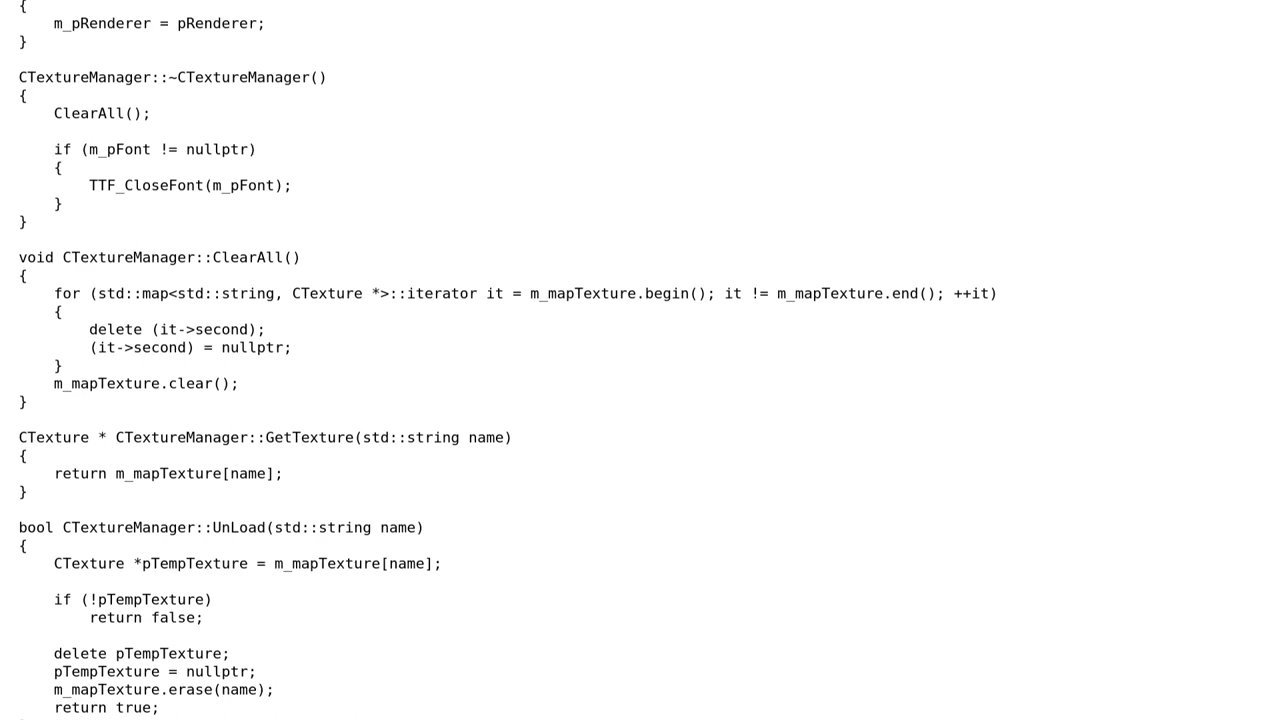 {
    m_pRenderer = pRenderer;
}

CTextureManager::~CTextureManager()
{
    ClearAll();

    if (m_pFont != nullptr)
    {
        TTF_CloseFont(m_pFont);
    }
}

void CTextureManager::ClearAll()
{
    for (std::map<std::string, CTexture *>::iterator it = m_mapTexture.begin(); it != m_mapTexture.end(); ++it)
    {
        delete (it->second);
        (it->second) = nullptr;
    }
    m_mapTexture.clear();
}

CTexture * CTextureManager::GetTexture(std::string name)
{
    return m_mapTexture[name];
}

bool CTextureManager::UnLoad(std::string name)
{
    CTexture *pTempTexture = m_mapTexture[name];

    if (!pTempTexture)
        return false;

    delete pTempTexture;
    pTempTexture = nullptr;
    m_mapTexture.erase(name);
    return true;